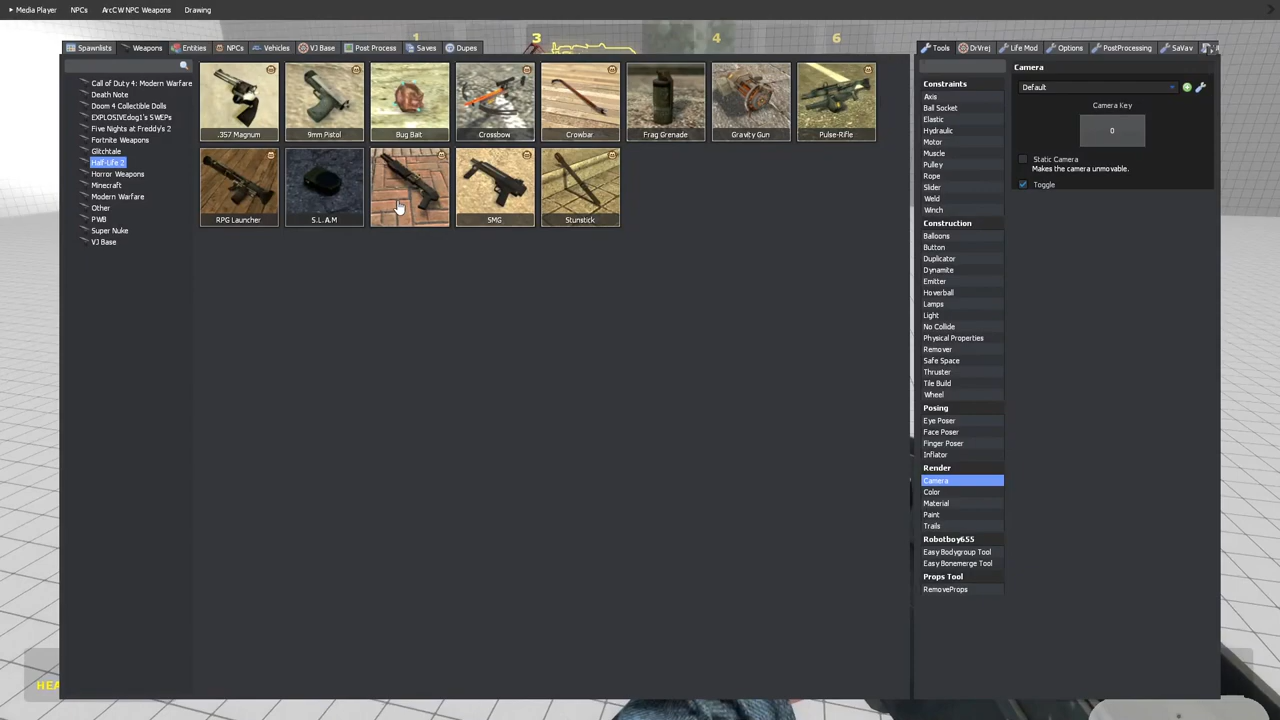 Media Player NPCs ArcCW NPC Weapons Drawing
1 3 4 6
Spawnlists Weapons Entities NPCs Vehicles VJ Base Post Process Saves Dupes
Call of Duty 4: Modern Warfare
Death Note
Doom 4 Collectible Dolls
EXPLOSIVEdog1's SWEPs
Five Nights at Freddy's 2
Fortnite Weapons
Glitchtale
Half-Life 2
Horror Weapons
Minecraft
Modern Warfare
Other
PWB
Super Nuke
VJ Base
.357 Magnum 9mm Pistol Bug Bait Crossbow Crowbar Frag Grenade Gravity Gun Pulse-Rifle
RPG Launcher S.L.A.M SMG Stunstick
Tools DrVrej Life Mod Options PostProcessing SaVav
Constraints
Axis
Ball Socket
Elastic
Hydraulic
Motor
Muscle
Pulley
Rope
Slider
Weld
Winch
Construction
Balloons
Button
Duplicator
Dynamite
Emitter
Hoverball
Lamps
Light
No Collide
Physical Properties
Remover
Safe Space
Thruster
Tile Build
Wheel
Posing
Eye Poser
Face Poser
Finger Poser
Inflator
Render
Camera
Color
Material
Paint
Trails
Robotboy655
Easy Bodygroup Tool
Easy Bonemerge Tool
Props Tool
RemoveProps
Camera
Default
Camera Key
0
Static Camera
Makes the camera unmovable.
Toggle